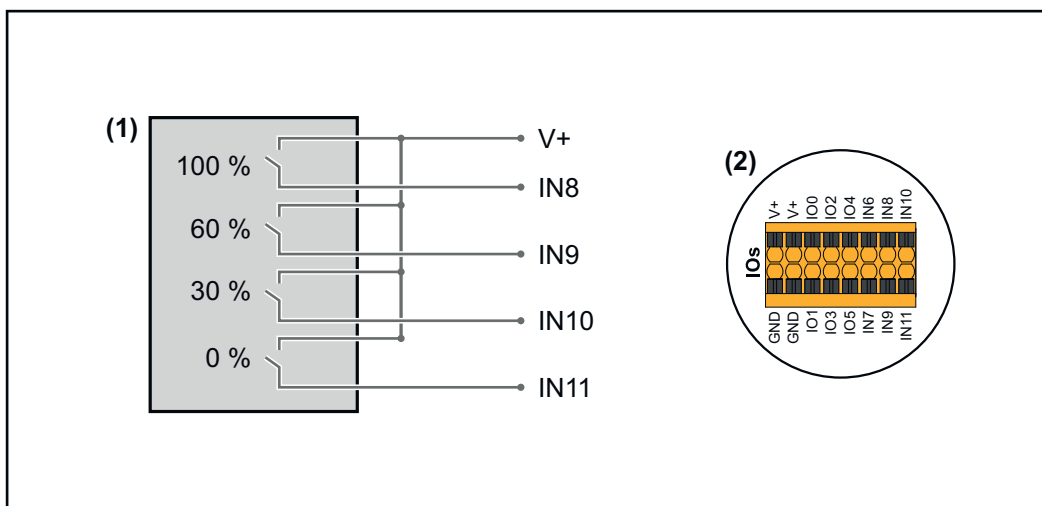 (1)
V+
100 %
IN8
60 %
IN9
30 %
IN10
0 %
IN11
(2)
V+ V+ IO0 IO2 IO4 IN6 IN8 IN10
IOs
GND GND IO1 IO3 IO5 IN7 IN9 IN11